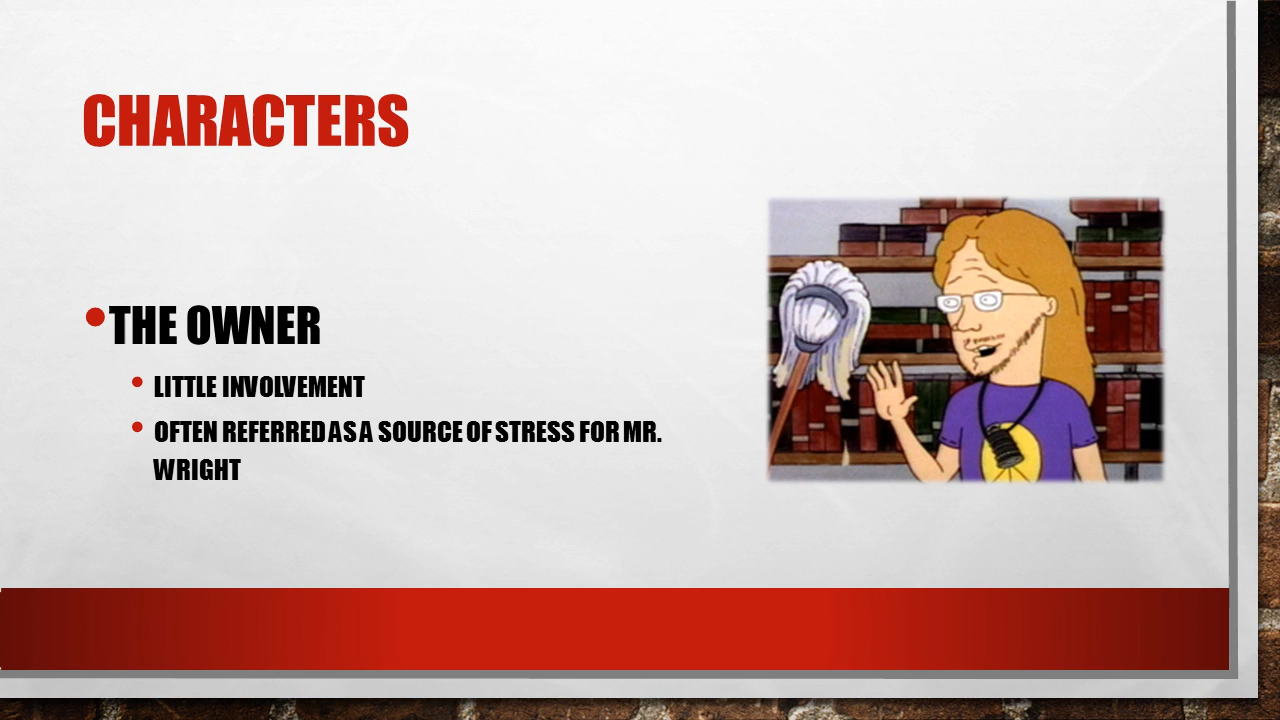 CHARACTERS
•THE OWNER
• LITTLE INVOLVEMENT
• OFTEN REFERRED AS A SOURCE OF STRESS FOR MR.
WRIGHT